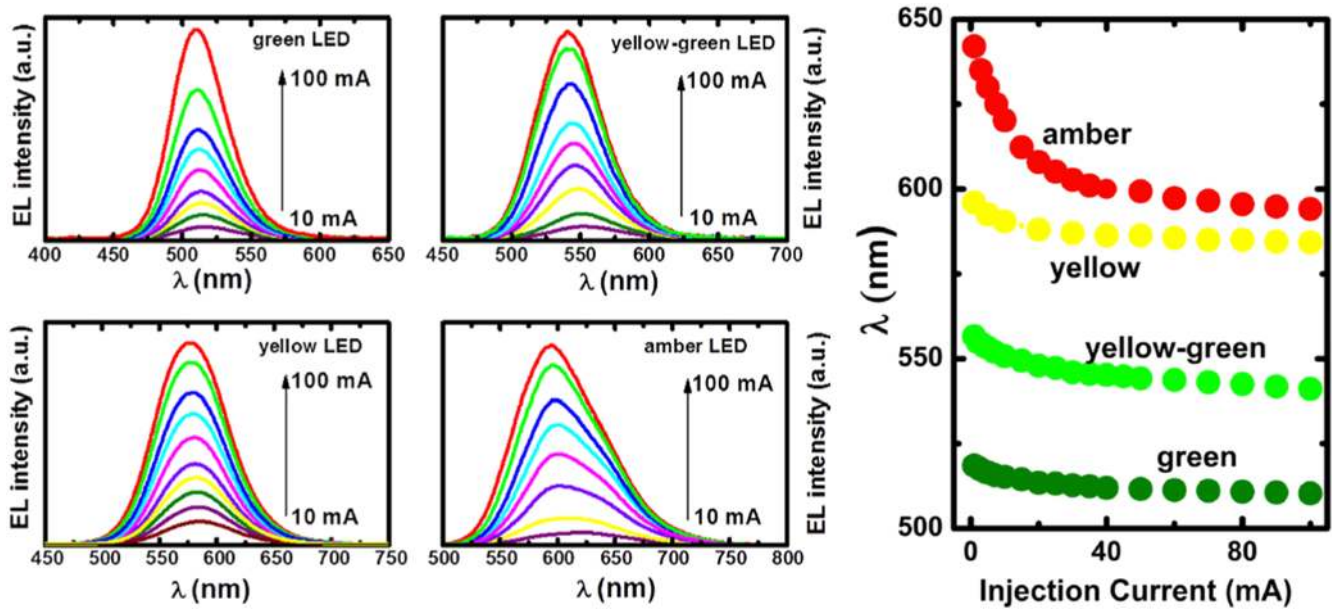 EL intensity (a.u.)
green LED
100 mA
10 mA
400 450 500 550 600 650
λ (nm)
EL intensity (a.u.)
yellow-green LED
100 mA
10 mA
450 500 550 600 650 700
λ (nm)
EL intensity (a.u.)
EL intensity (a.u.)
yellow LED
100 mA
10 mA
450 500 550 600 650 700 750
λ (nm)
EL intensity (a.u.)
amber LED
100 mA
10 mA
500 550 600 650 700 750 800
λ (nm)
EL intensity (a.u.)
650
600
550
500
λ (nm)
amber
yellow
yellow-green
green
0 40 80
Injection Current (mA)